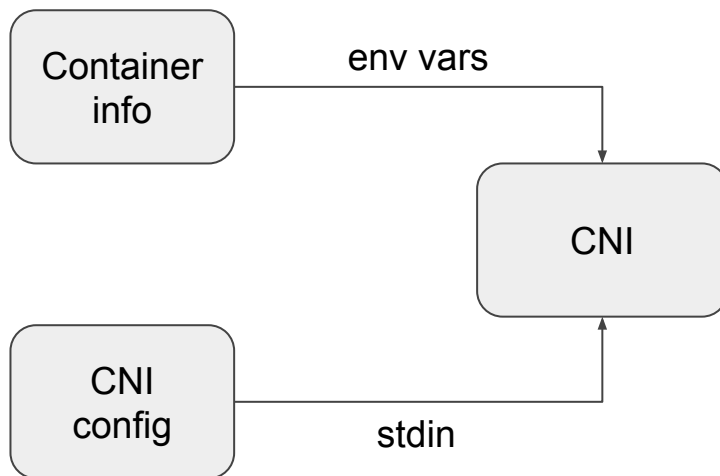 Container
info
env vars
CNI
CNI
config
stdin